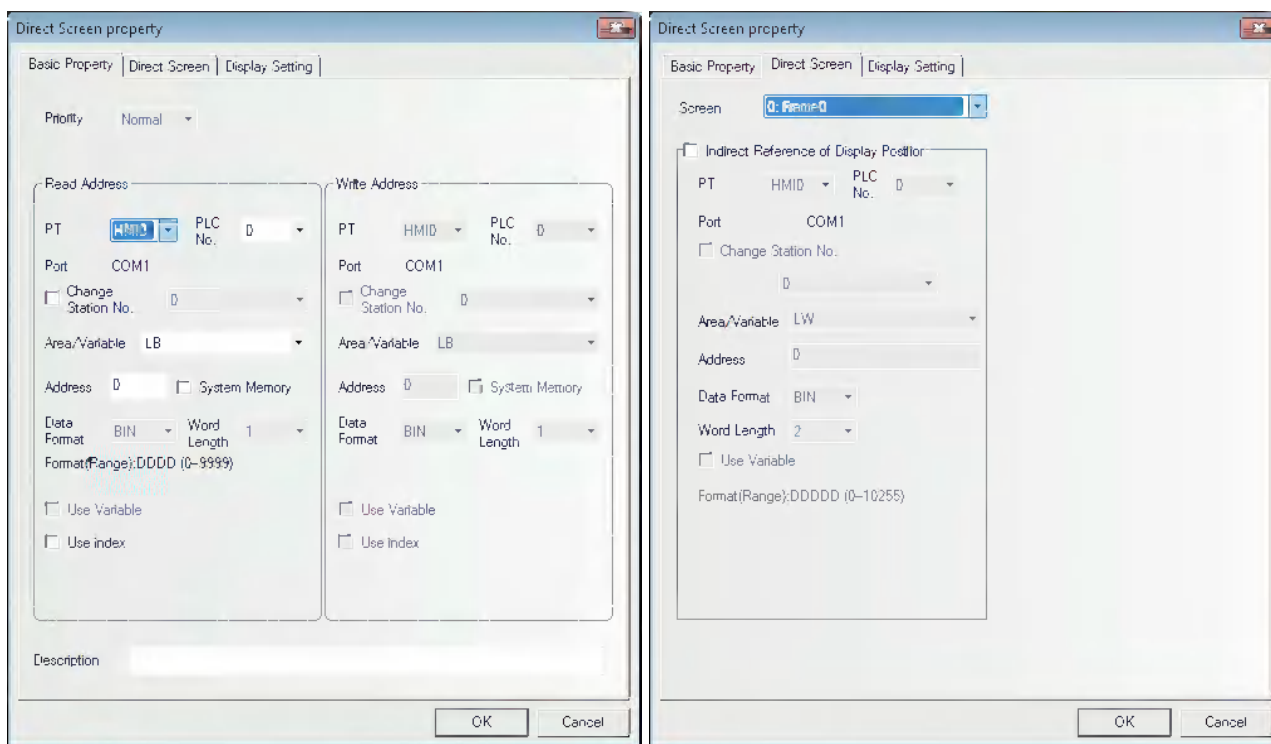 Direct Screen property
Basic Property Direct Screen Display Setting
Priority Normal
Read Address
PT HMI0 PLC No. 0
Port COM1
Change Station No. 0
Area/Variable LB
Address 0 System Memory
Data Format BIN Word Length 1
Format(Range):DDDD (0~9999)
Use Variable
Use index
Write Address
PT HMI0 PLC No. 0
Port COM1
Change Station No. 0
Area/Variable LB
Address 0 System Memory
Data Format BIN Word Length 1
Use Variable
Use Index
Description
OK Cancel
Direct Screen property
Basic Property Direct Screen Display Setting
Screen 0: Frame0
Indirect Reference of Display Position
PT HMI0 PLC No. 0
Port COM1
Change Station No.
0
Area/Variable LW
Address 0
Data Format BIN
Word Length 2
Use Variable
Format(Range):DDDDD (0~10255)
OK Cancel